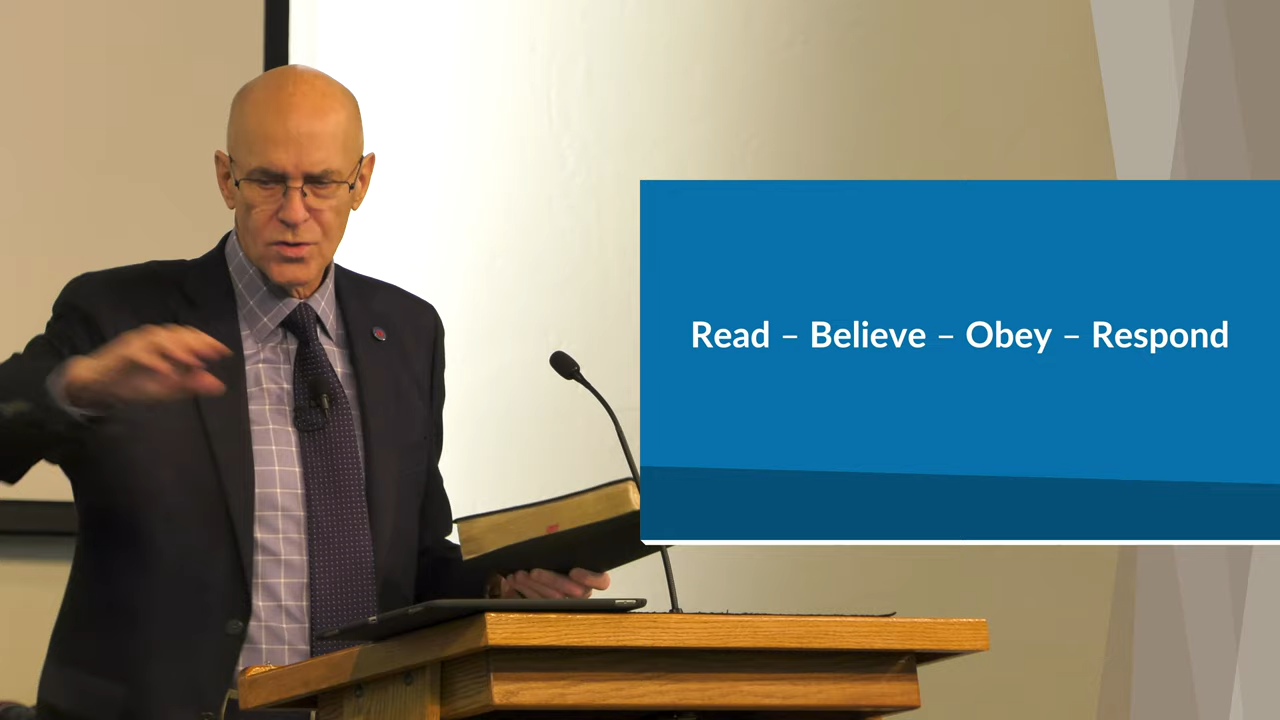 Read – Believe – Obey – Respond